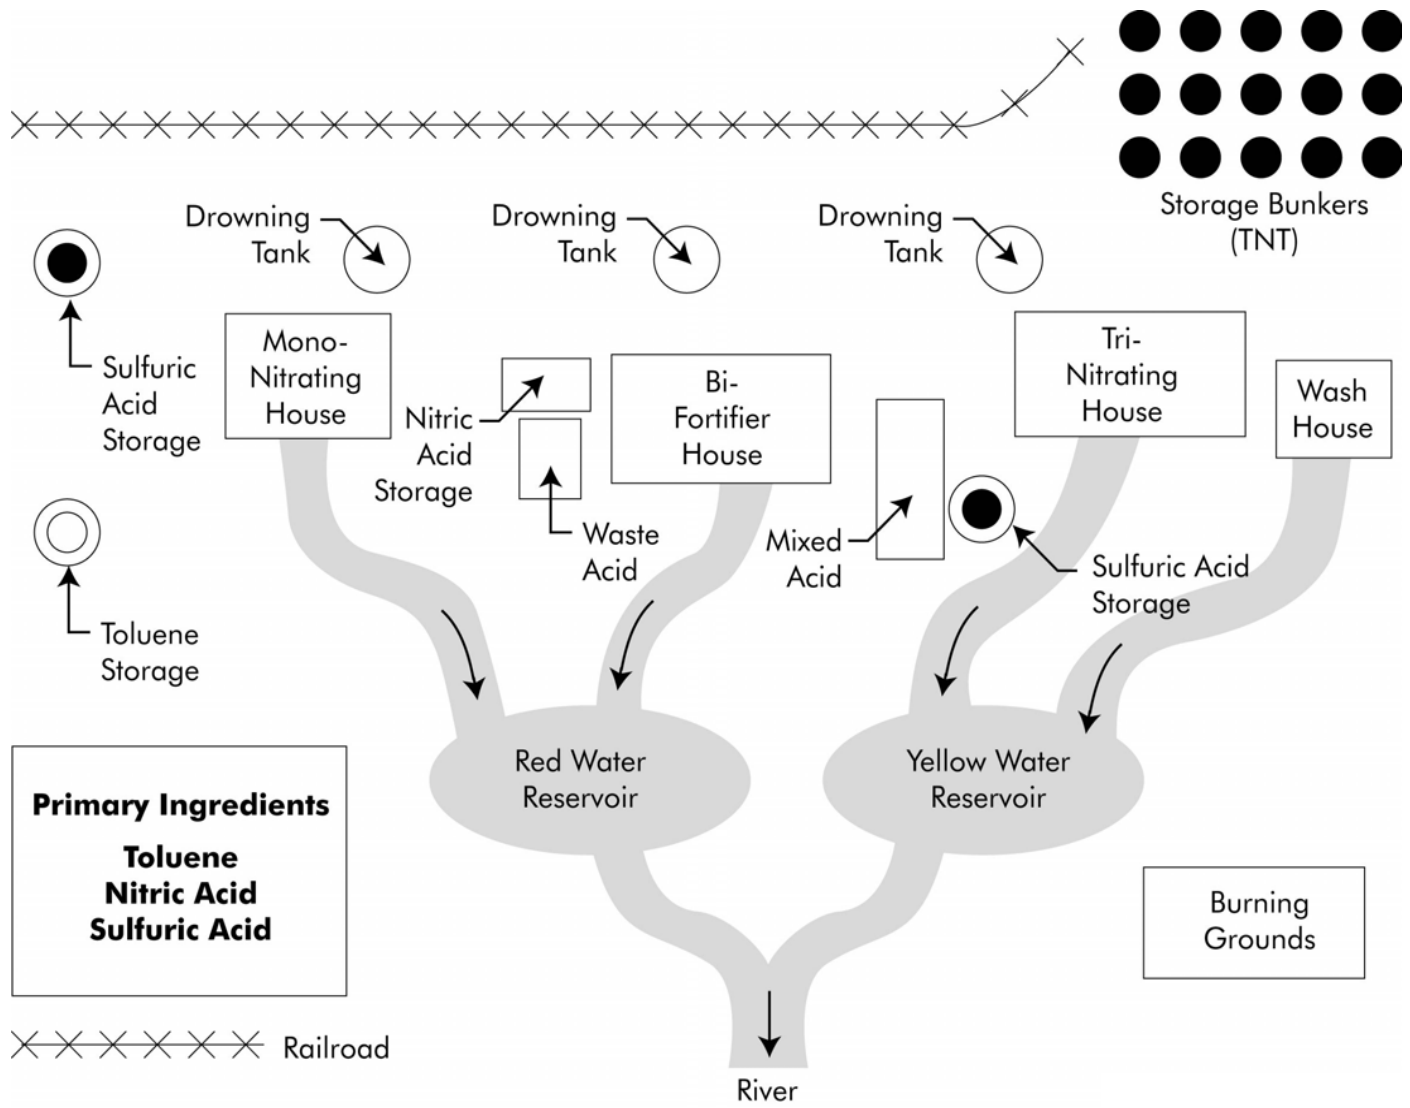 Storage Bunkers
(TNT)
Drowning
Tank
Drowning
Tank
Drowning
Tank
Sulfuric
Acid
Storage
Mono-
Nitrating
House
Nitric
Acid
Storage
Bi-
Fortifier
House
Tri-
Nitrating
House
Wash
House
Waste
Acid
Mixed
Acid
Sulfuric Acid
Storage
Toluene
Storage
Red Water
Reservoir
Yellow Water
Reservoir
Primary Ingredients
Toluene
Nitric Acid
Sulfuric Acid
Burning
Grounds
Railroad
River